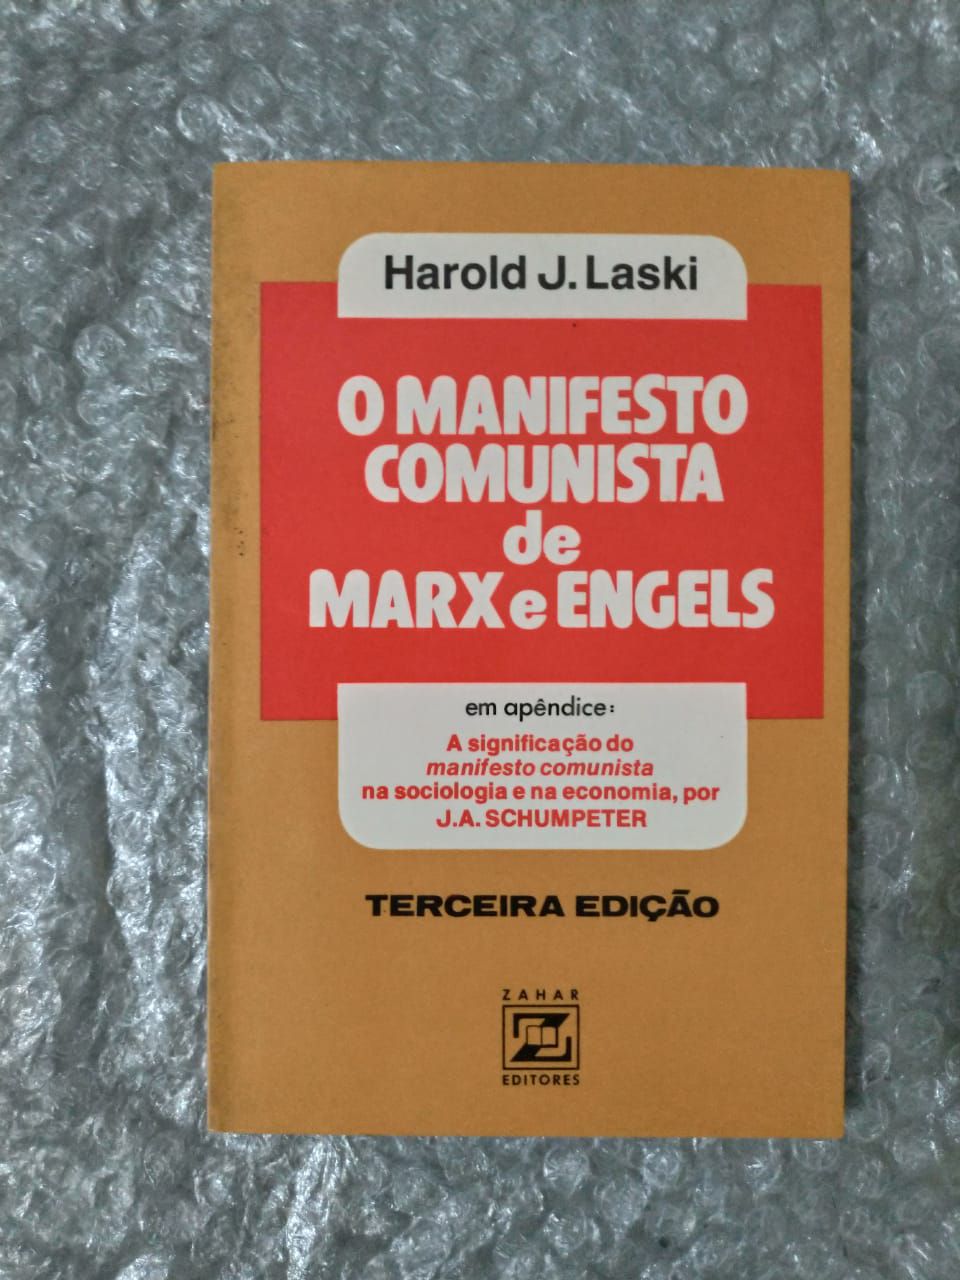 Harold J. Laski
O MANIFESTO
COMUNISTA
de
MARX e ENGELS
em apêndice:
A significação do
manifesto comunista
na sociologia e na economia, por
J.A. SCHUMPETER
TERCEIRA EDIÇÃO
ZAHAR
EDITORES